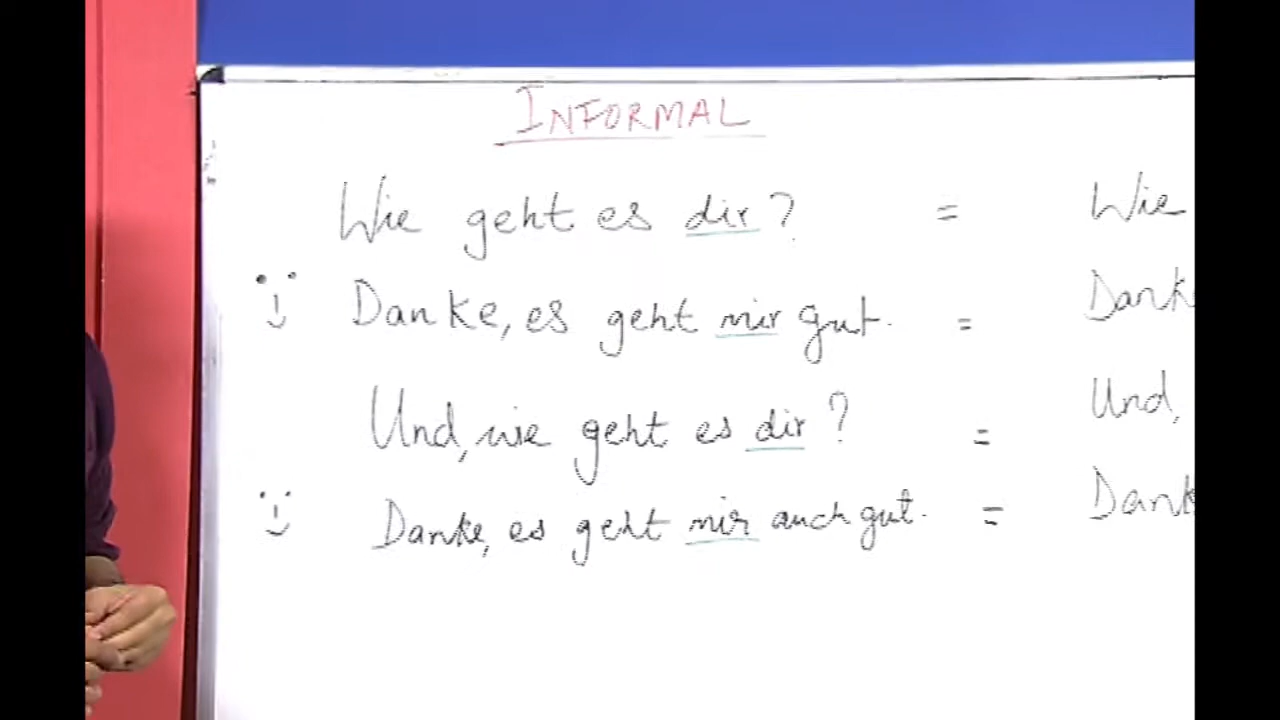 INFORMAL
Wie geht es dir? = Wie
Danke, es geht mir gut. = Dank
Und, wie geht es dir? = Und,
Danke, es geht mir auch gut. = Dank